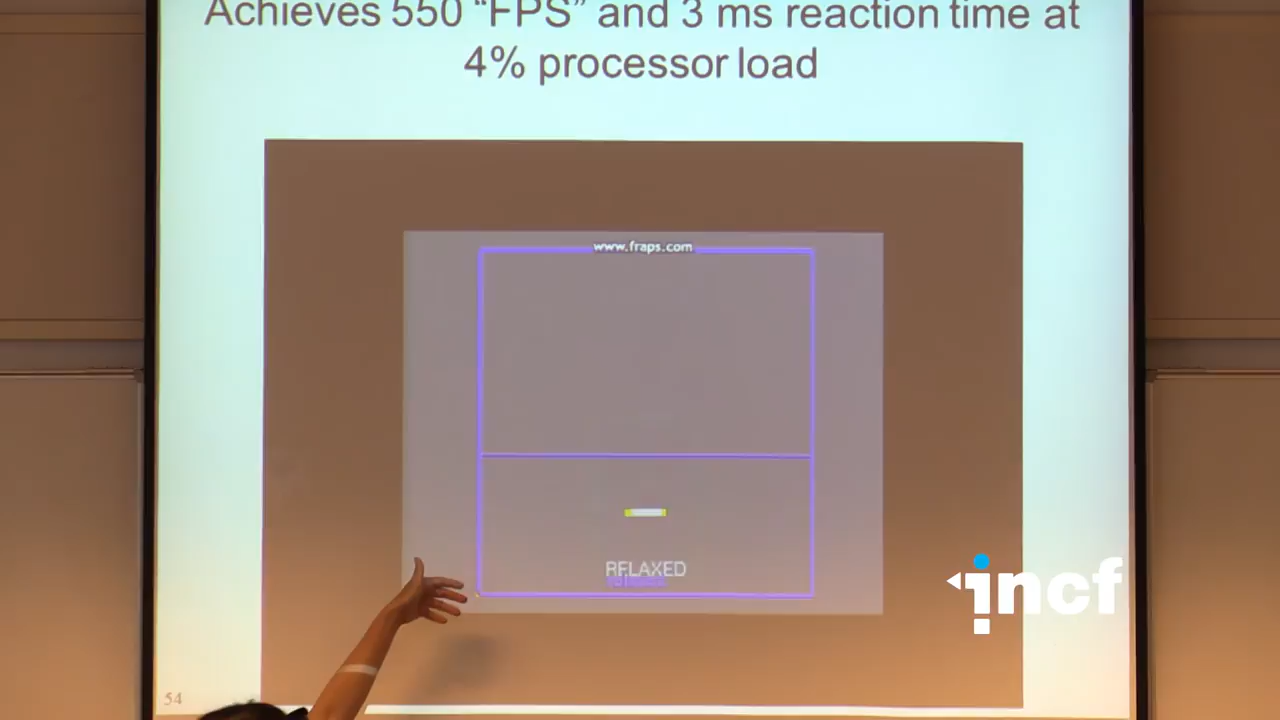 Achieves 550 “FPS” and 3 ms reaction time at
4% processor load
www.fraps.com
RELAXED
incf
54